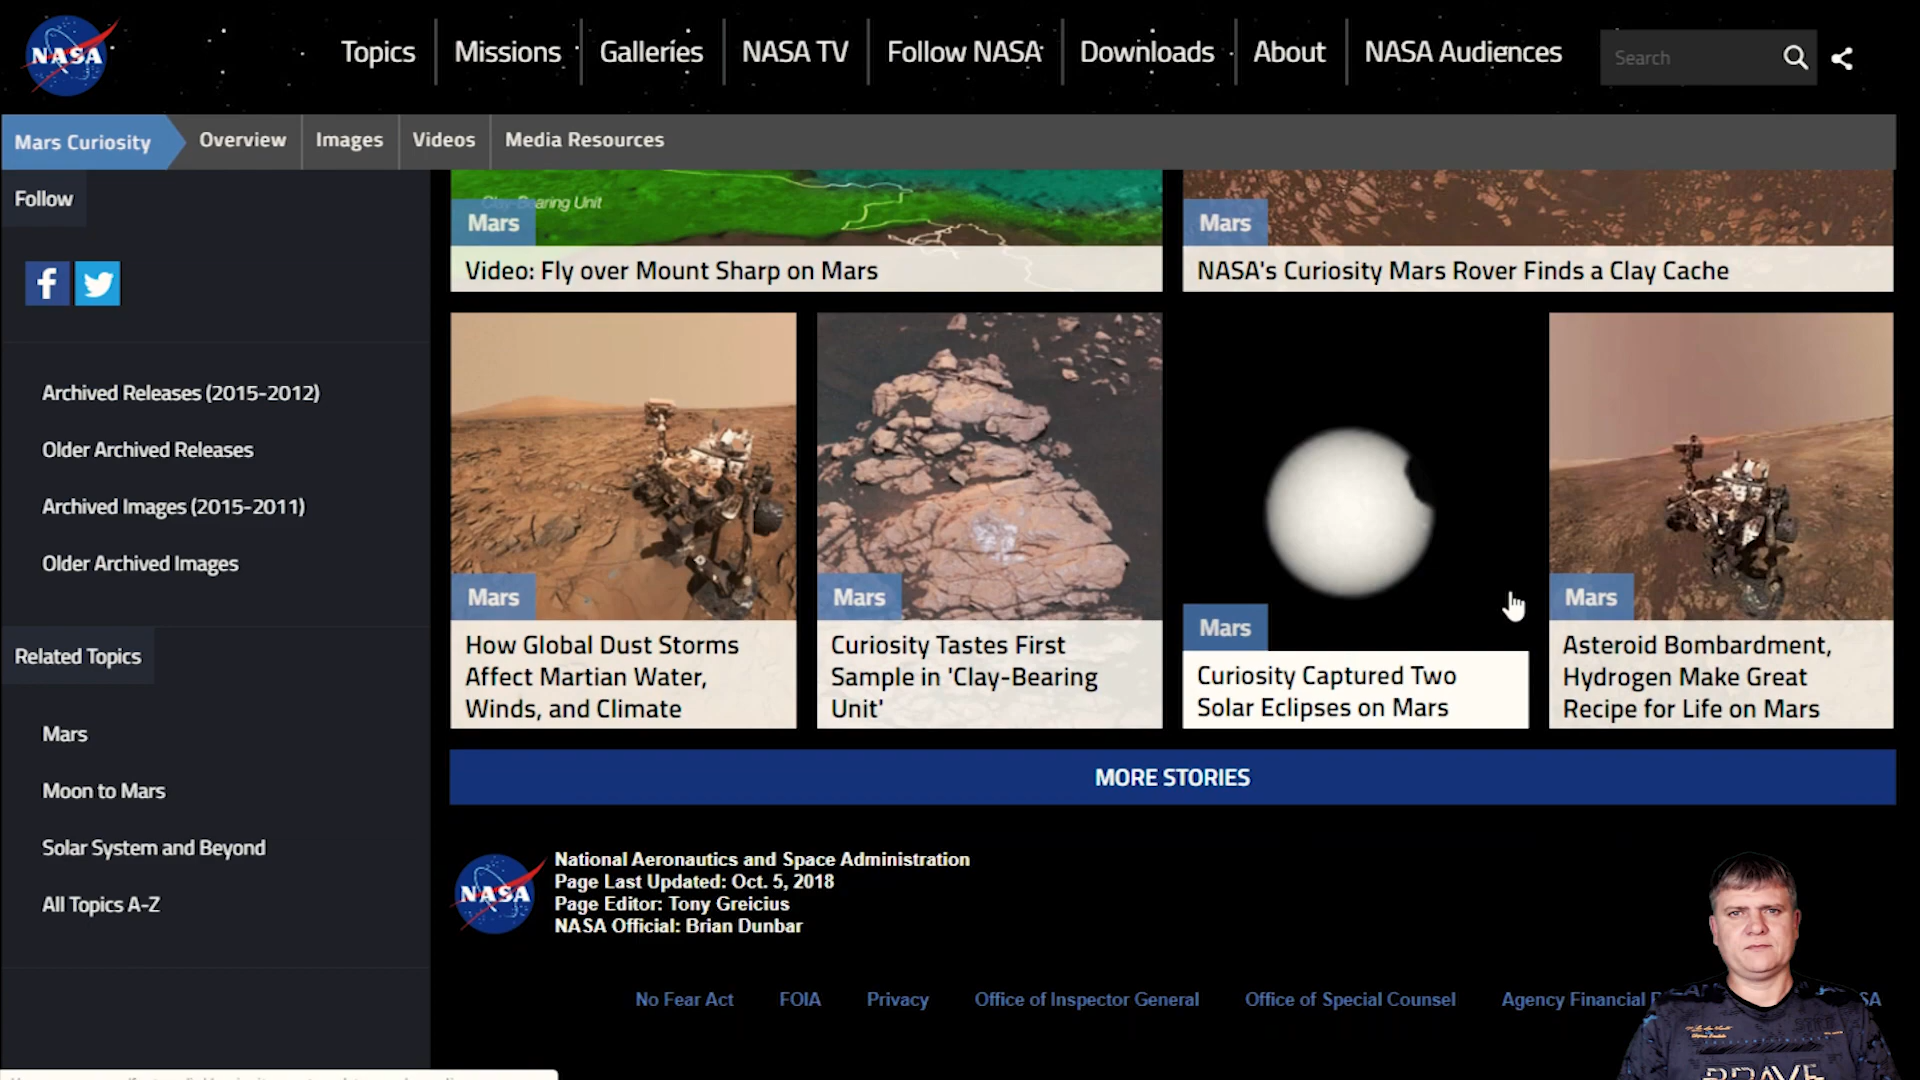 NASA
Topics
Missions
Galleries
NASA TV
Follow NASA
Downloads
About
NASA Audiences
Search
Mars Curiosity
Overview
Images
Videos
Media Resources
Follow
Archived Releases (2015-2012)
Older Archived Releases
Archived Images (2015-2011)
Older Archived Images
Related Topics
Mars
Moon to Mars
Solar System and Beyond
All Topics A-Z
Mars
Video: Fly over Mount Sharp on Mars
Mars
NASA's Curiosity Mars Rover Finds a Clay Cache
Mars
How Global Dust Storms
Affect Martian Water,
Winds, and Climate
Mars
Curiosity Tastes First
Sample in 'Clay-Bearing
Unit'
Mars
Curiosity Captured Two
Solar Eclipses on Mars
Mars
Asteroid Bombardment,
Hydrogen Make Great
Recipe for Life on Mars
MORE STORIES
NASA
National Aeronautics and Space Administration
Page Last Updated: Oct. 5, 2018
Page Editor: Tony Greicius
NASA Official: Brian Dunbar
No Fear Act
FOIA
Privacy
Office of Inspector General
Office of Special Counsel
Agency Financial
BRAVE